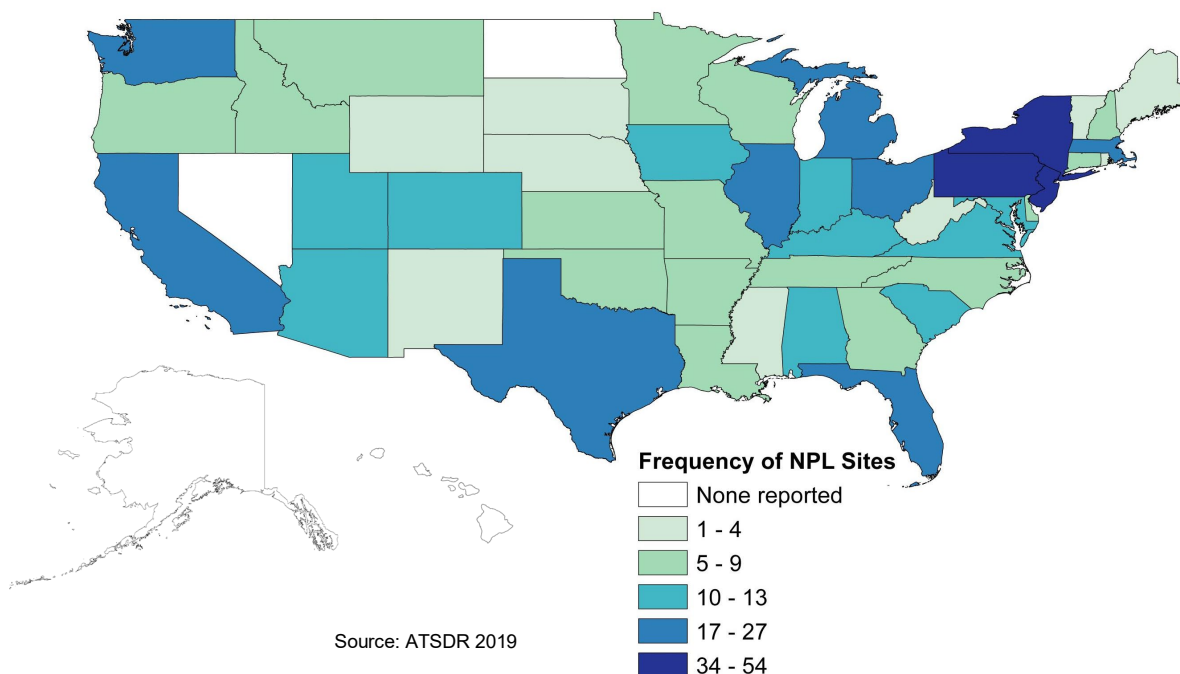 Frequency of NPL Sites
None reported
1 - 4
5 - 9
10 - 13
17 - 27
34 - 54
Source: ATSDR 2019